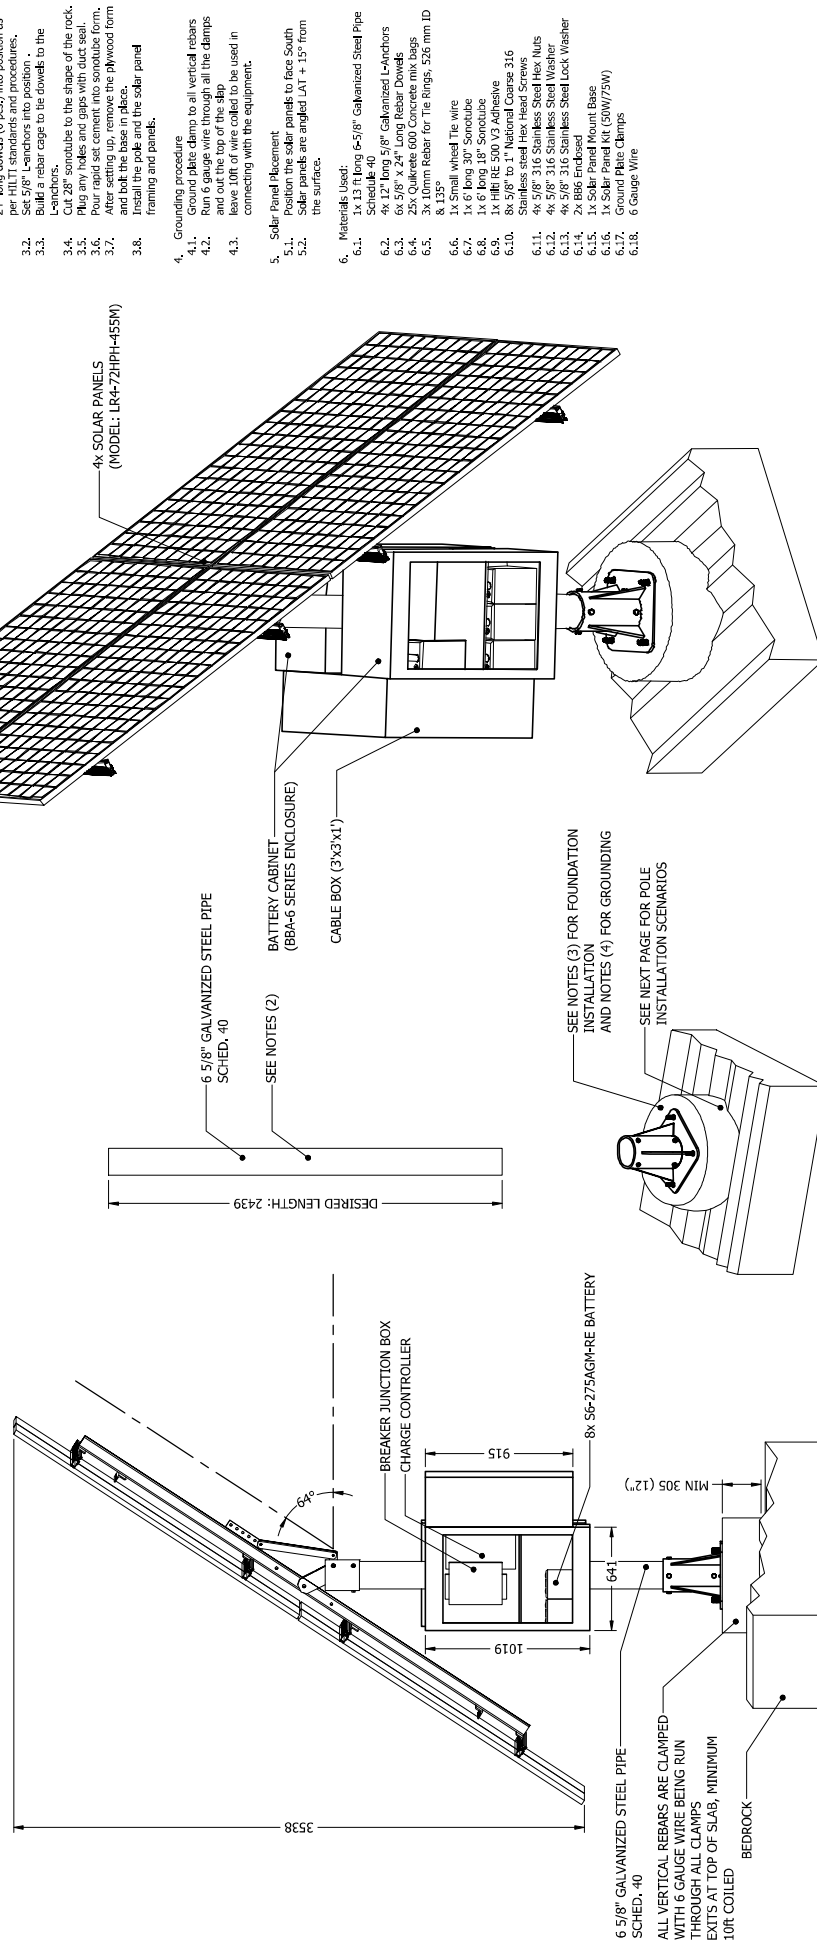 24" long dowels (6 pcs.) into position as
per HILTI standards and procedures.
3.2. Set 5/8" L-anchors into position .
3.3. Build a rebar cage to tie dowels to the
L-anchors.
3.4. Cut 28" sonotube to the shape of the rock.
3.5. Plug any holes and gaps with duct seal.
3.6. Pour rapid set cement into sonotube form.
3.7. After setting up, remove the plywood form
and bolt the base in place.
3.8. Install the pole and the solar panel
framing and panels.
4. Grounding procedure
4.1. Ground plate clamp to all vertical rebars
4.2. Run 6 gauge wire through all the clamps
and out the top of the slap
4.3. leave 10ft of wire coiled to be used in
connecting with the equipment.
5. Solar Panel Placement
5.1. Position the solar panels to face South
5.2. Solar panels are angled LAT + 15° from
the surface.
6. Materials Used:
6.1. 1x 13 ft long 6-5/8" Galvanized Steel Pipe
Schedule 40
6.2. 4x 12" long 5/8" Galvanized L-Anchors
6.3. 6x 5/8" x 24" Long Rebar Dowels
6.4. 25x Quikrete 600 Concrete mix bags
6.5. 3x 10mm Rebar for Tie Rings, 526 mm ID
& 135°
6.6. 1x Small wheel Tie wire
6.7. 1x 6' long 30" Sonotube
6.8. 1x 6' long 18" Sonotube
6.9. 1x Hilti RE 500 V3 Adhesive
6.10. 8x 5/8" to 1" National Coarse 316
Stainless steel Hex Head Screws
6.11. 4x 5/8" 316 Stainless Steel Hex Nuts
6.12. 4x 5/8" 316 Stainless Steel Washer
6.13. 4x 5/8" 316 Stainless Steel Lock Washer
6.14. 2x BB6 Enclosed
6.15. 1x Solar Panel Mount Base
6.16. 1x Solar Panel Kit (50W/75W)
6.17. Ground Plate Clamps
6.18. 6 Gauge Wire
4x SOLAR PANELS
(MODEL: LR4-72HPH-455M)
BATTERY CABINET
(BBA-6 SERIES ENCLOSURE)
CABLE BOX (3'x3'x1')
6 5/8" GALVANIZED STEEL PIPE
SCHED. 40
SEE NOTES (2)
DESIRED LENGTH: 2439
SEE NOTES (3) FOR FOUNDATION
INSTALLATION
AND NOTES (4) FOR GROUNDING
SEE NEXT PAGE FOR POLE
INSTALLATION SCENARIOS
64°
BREAKER JUNCTION BOX
CHARGE CONTROLLER
915
8x S6-275AGM-RE BATTERY
641
1019
MIN 305 (12")
3538
6 5/8" GALVANIZED STEEL PIPE
SCHED. 40
ALL VERTICAL REBARS ARE CLAMPED
WITH 6 GAUGE WIRE BEING RUN
THROUGH ALL CLAMPS
EXITS AT TOP OF SLAB, MINIMUM
10ft COILED
BEDROCK